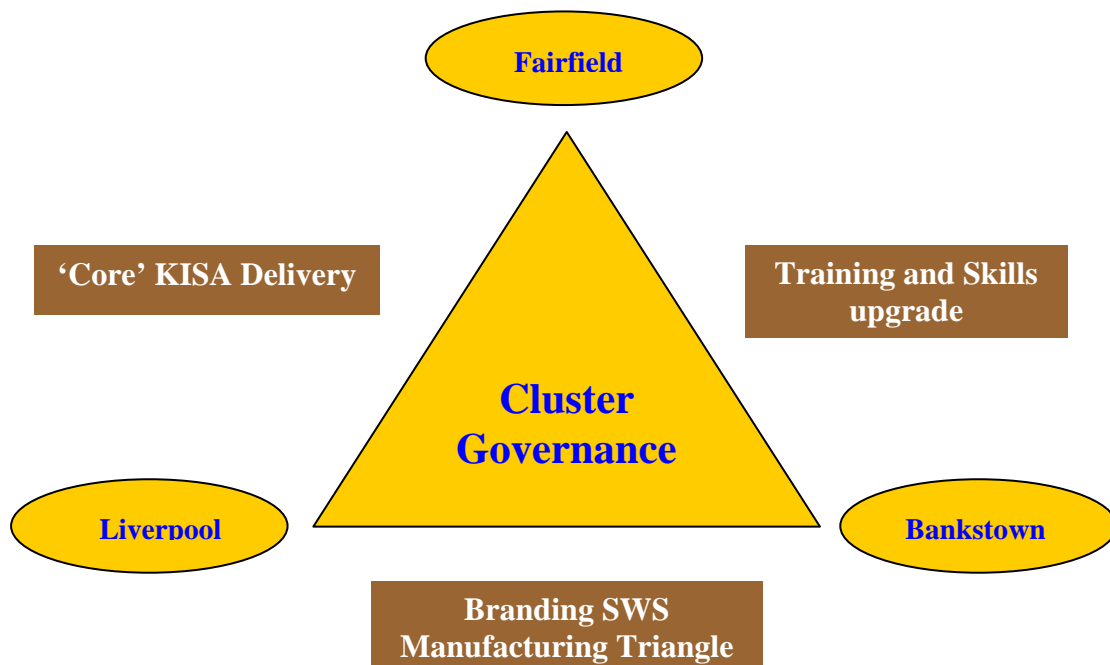 Fairfield
‘Core’ KISA Delivery
Training and Skills
upgrade
Cluster
Governance
Liverpool
Bankstown
Branding SWS
Manufacturing Triangle